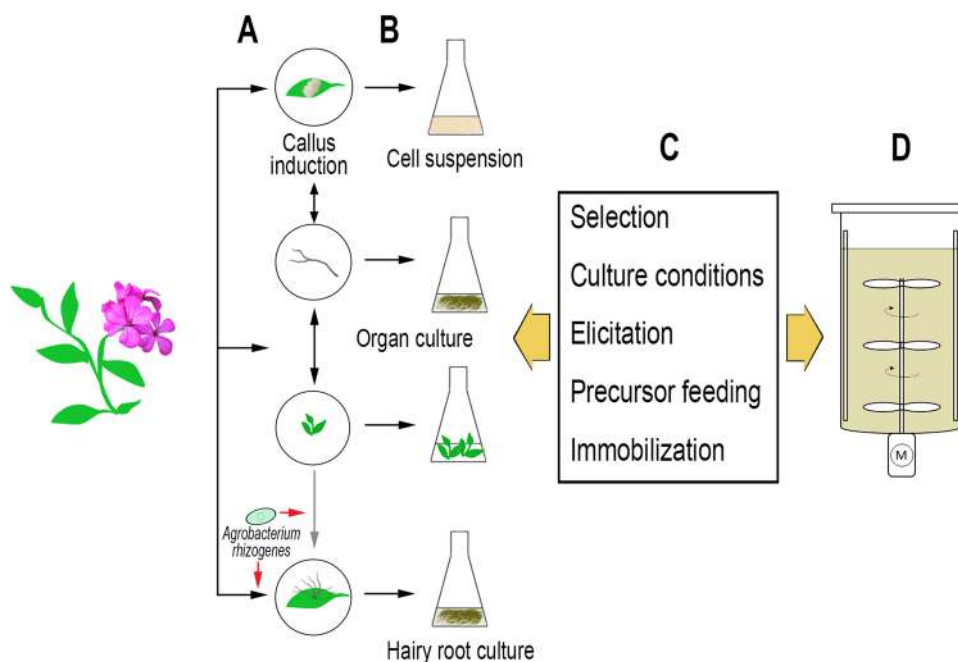 A
B
Callus
induction
Cell suspension
C
D
Selection
Culture conditions
Elicitation
Precursor feeding
Immobilization
Organ culture
Agrobacterium
rhizogenes
Hairy root culture
M